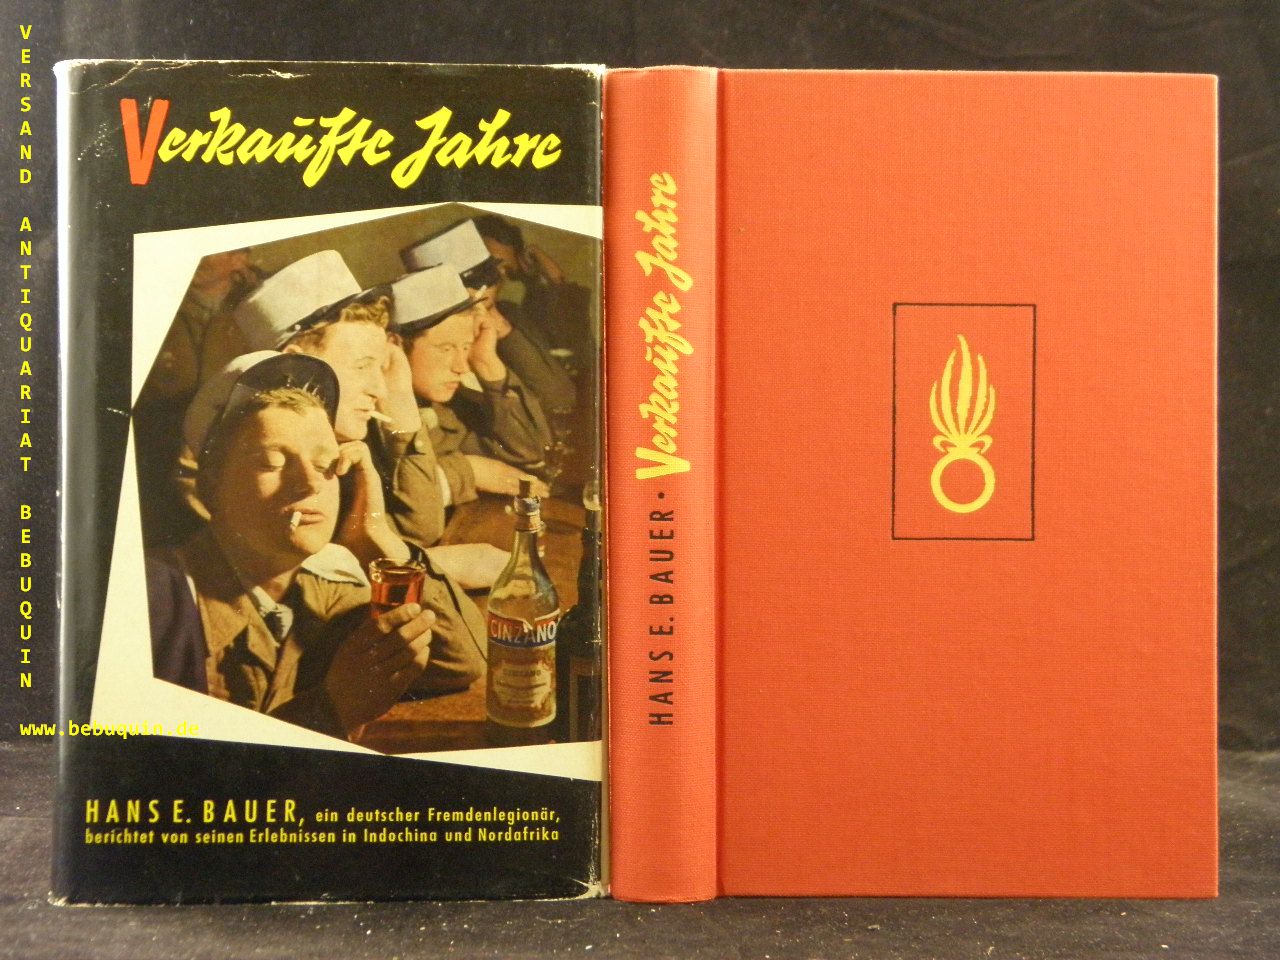 VERSAND ANTIQUARIAT BEBUQUIN
www.bebuquin.de
Verkaufte Jahre
CINZANO
HANS E. BAUER, ein deutscher Fremdenlegionär,
berichtet von seinen Erlebnissen in Indochina und Nordafrika
HANS E. BAUER • Verkaufte Jahre